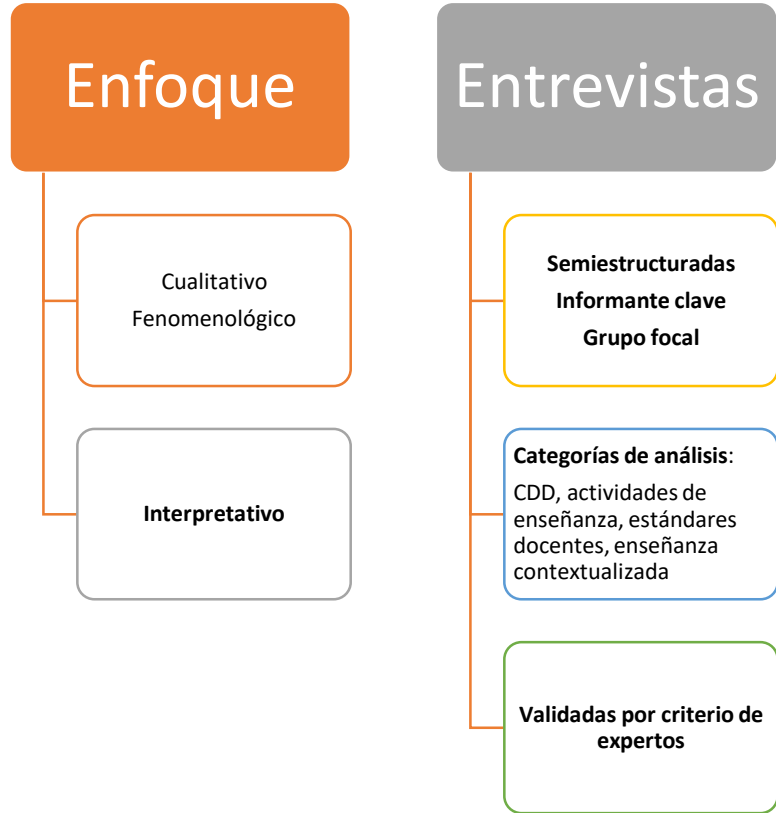 Enfoque
Cualitativo
Fenomenológico
Interpretativo
Entrevistas
Semiestructuradas
Informante clave
Grupo focal
Categorías de análisis:
CDD, actividades de
enseñanza, estándares
docentes, enseñanza
contextualizada
Validadas por criterio de
expertos